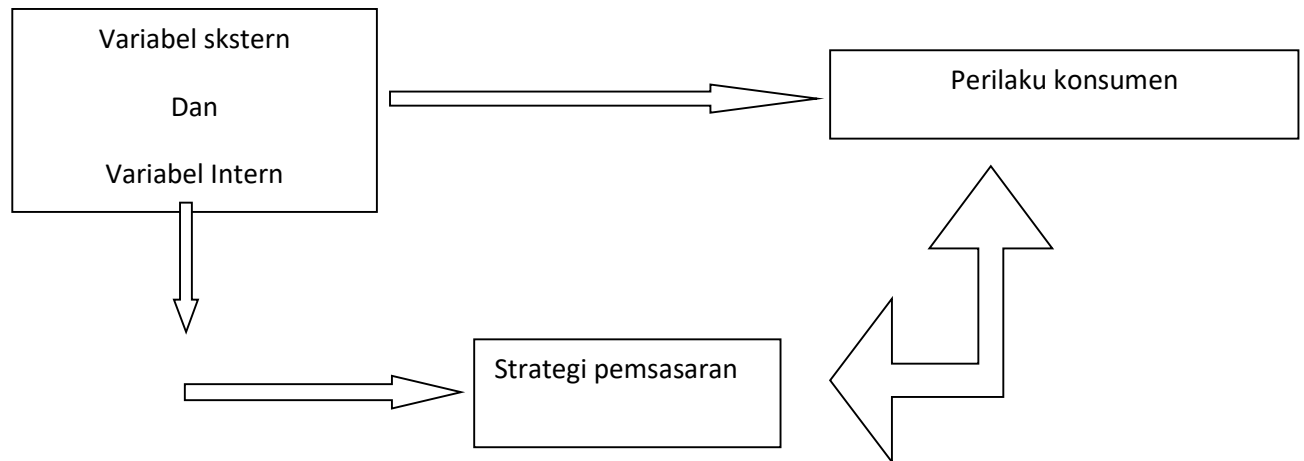 Variabel skstern
Dan
Variabel Intern
Perilaku konsumen
Strategi pemsasaran